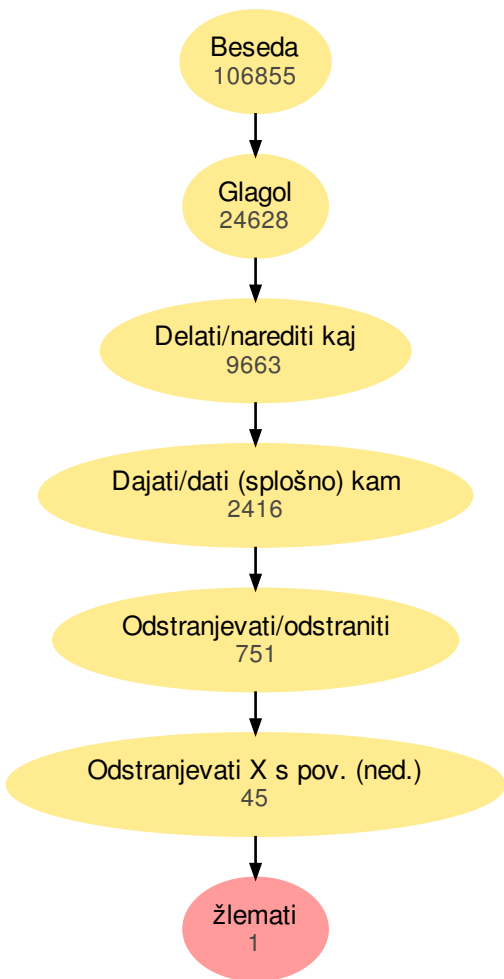 Beseda
106855
Glagol
24628
Delati/narediti kaj
9663
Dajati/dati (splošno) kam
2416
Odstranjevati/odstraniti
751
Odstranjevati X s pov. (ned.)
45
žlemati
1